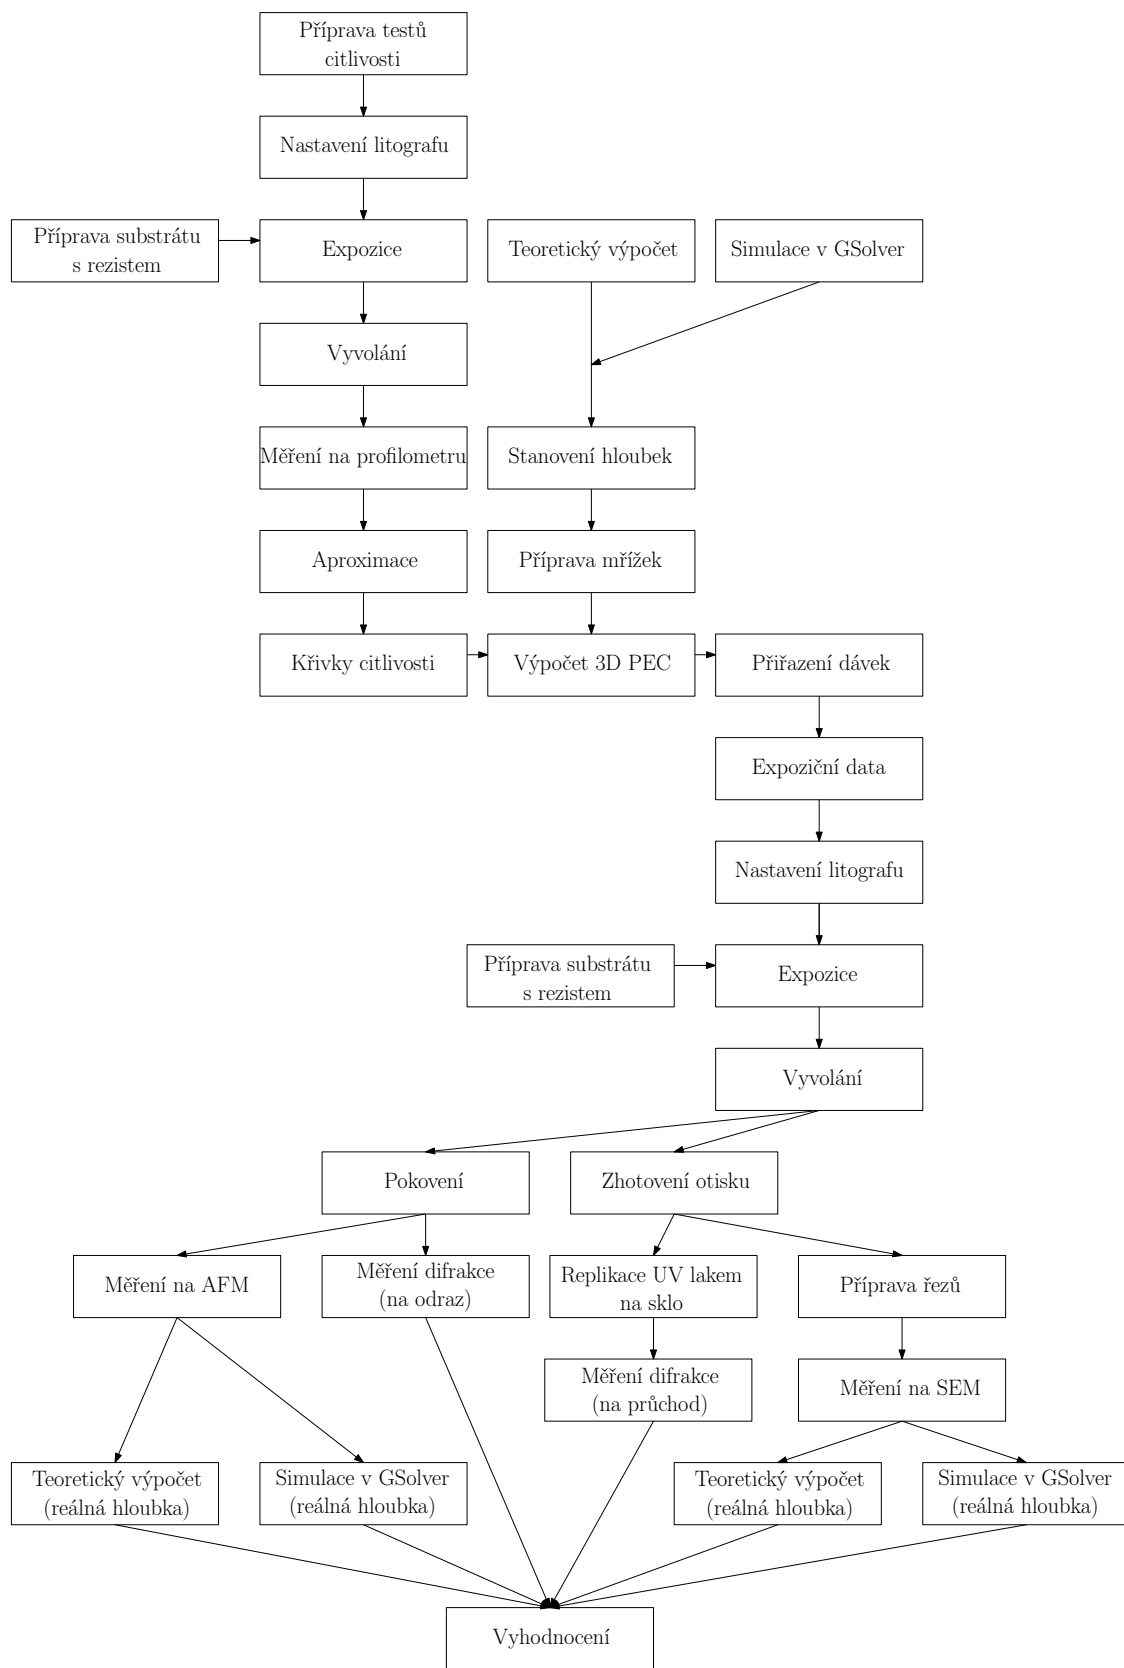 Příprava testů
citlivosti
Nastavení litografu
Příprava substrátu
s rezistem
Expozice
Teoretický výpočet
Simulace v GSolver
Vyvolání
Měření na profilometru
Stanovení hloubek
Aproximace
Příprava mřížek
Křivky citlivosti
Výpočet 3D PEC
Přiřazení dávek
Expoziční data
Nastavení litografu
Příprava substrátu
s rezistem
Expozice
Vyvolání
Pokovení
Zhotovení otisku
Měření na AFM
Měření difrakce
(na odraz)
Replikace UV lakem
na sklo
Příprava řezů
Měření difrakce
(na průchod)
Měření na SEM
Teoretický výpočet
(reálná hloubka)
Simulace v GSolver
(reálná hloubka)
Teoretický výpočet
(reálná hloubka)
Simulace v GSolver
(reálná hloubka)
Vyhodnocení